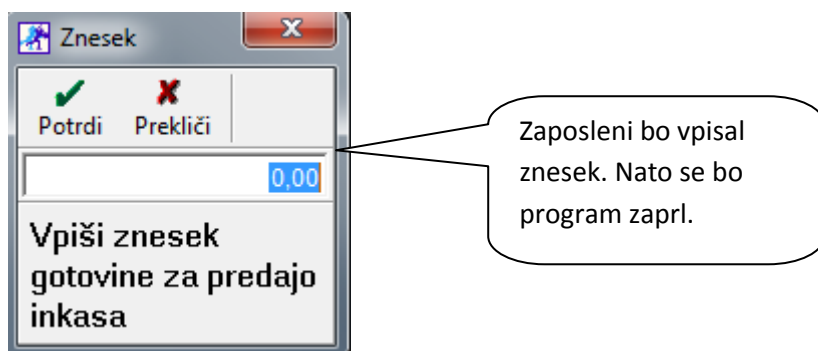 Znesek
Potrdi Prekliči
0,00
Vpiši znesek
gotovine za predajo
inkasa
Zaposleni bo vpisal
znesek. Nato se bo
program zaprl.